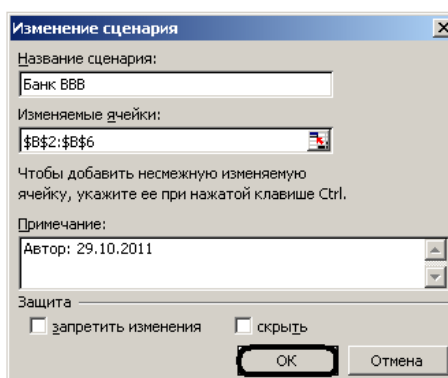 Изменение сценария
Название сценария:
Банк BBB
Изменяемые ячейки:
$B$2:$B$6
Чтобы добавить несмежную изменяемую
ячейку, укажите ее при нажатой клавише Ctrl.
Примечание:
Автор: 29.10.2011
Защита
запретить изменения скрыть
ОК Отмена